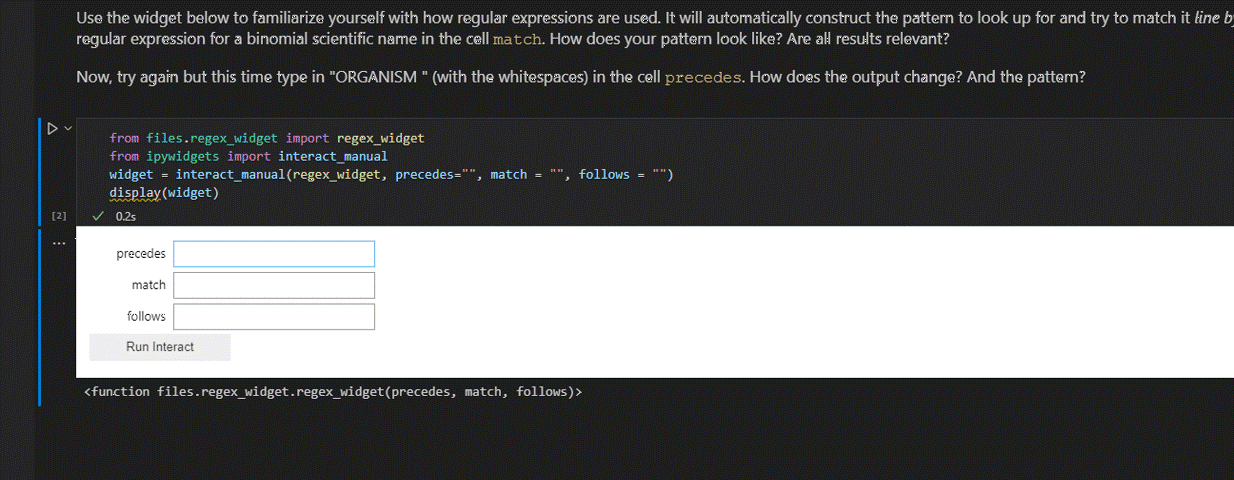 Use the widget below to familiarize yourself with how regular expressions are used. It will automatically construct the pattern to look up for and try to match it line
regular expression for a binomial scientific name in the cell match. How does your pattern look like? Are all results relevant?
Now, try again but this time type in "ORGANISM " (with the whitespaces) in the cell precedes. How does the output change? And the pattern?
from files.regex_widget import regex_widget
from ipywidgets import interact_manual
widget = interact_manual(regex_widget, precedes="", match = "", follows = "")
display(widget)
[2] ✓ 0.2s
...
precedes
match
follows
Run Interact
<function files.regex_widget.regex_widget(precedes, match, follows)>